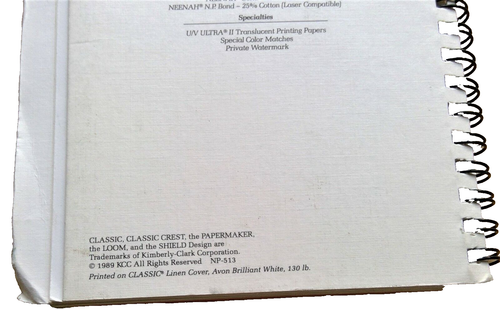 NEENAH® N.P. Bond – 25% Cotton (Laser Compatible)
Specialties
U/V ULTRA® II Translucent Printing Papers
Special Color Matches
Private Watermark
CLASSIC, CLASSIC CREST, the PAPERMAKER,
the LOOM, and the SHIELD Design are
Trademarks of Kimberly-Clark Corporation.
© 1989 KCC All Rights Reserved NP-513
Printed on CLASSIC® Linen Cover, Avon Brilliant White, 130 lb.